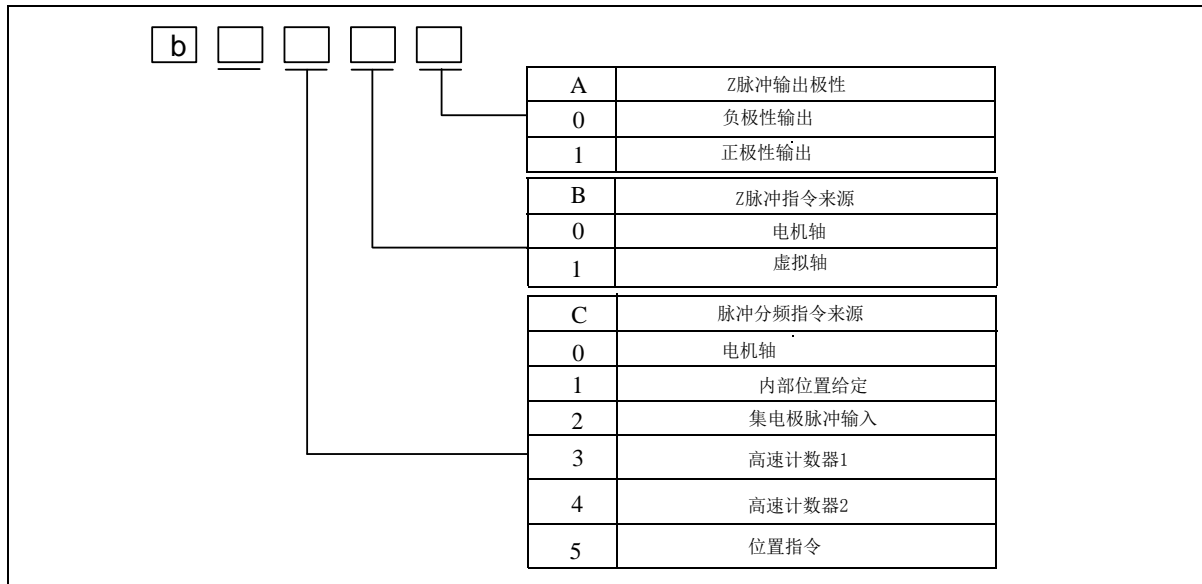 b
A Z脉冲输出极性
0 负极性输出
1 正极性输出
B Z脉冲指令来源
0 电机轴
1 虚拟轴
C 脉冲分频指令来源
0 电机轴
1 内部位置给定
2 集电极脉冲输入
3 高速计数器1
4 高速计数器2
5 位置指令